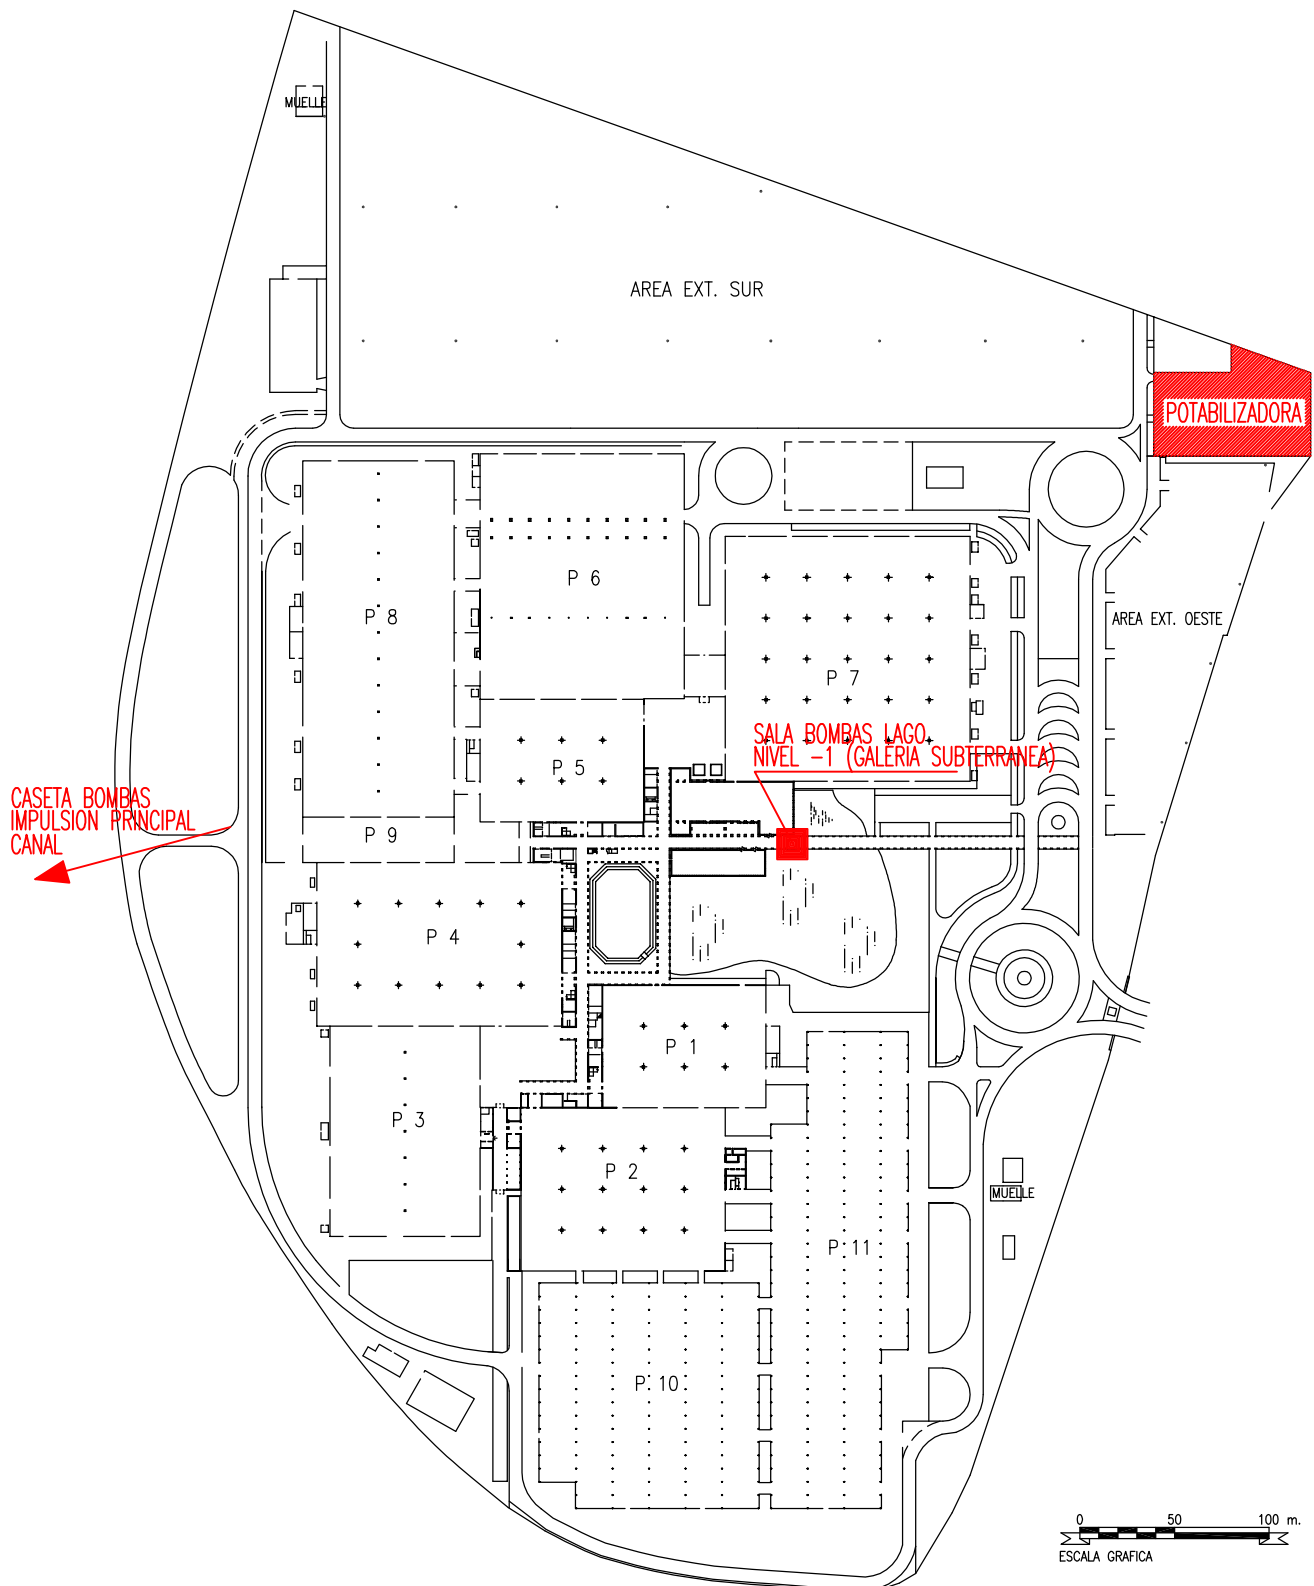 MUELLE
AREA EXT. SUR
POTABILIZADORA
P 6
P 8
AREA EXT. OESTE
P 7
SALA BOMBAS LAGO
NIVEL -1 (GALERIA SUBTERRANEA)
P 5
CASETA BOMBAS
IMPULSION PRINCIPAL
CANAL
P 9
P 4
P 1
P 3
P 2
MUELLE
P 11
P 10
0 50 100 m.
ESCALA GRAFICA